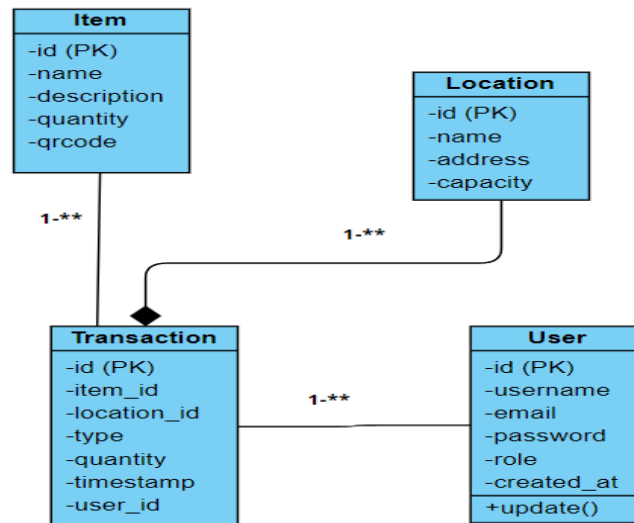 Item
-id (PK)
-name
-description
-quantity
-qrcode
Location
-id (PK)
-name
-address
-capacity
1-**
1-**
Transaction
-id (PK)
-item_id
-location_id
-type
-quantity
-timestamp
-user_id
1-**
User
-id (PK)
-username
-email
-password
-role
-created_at
+update()